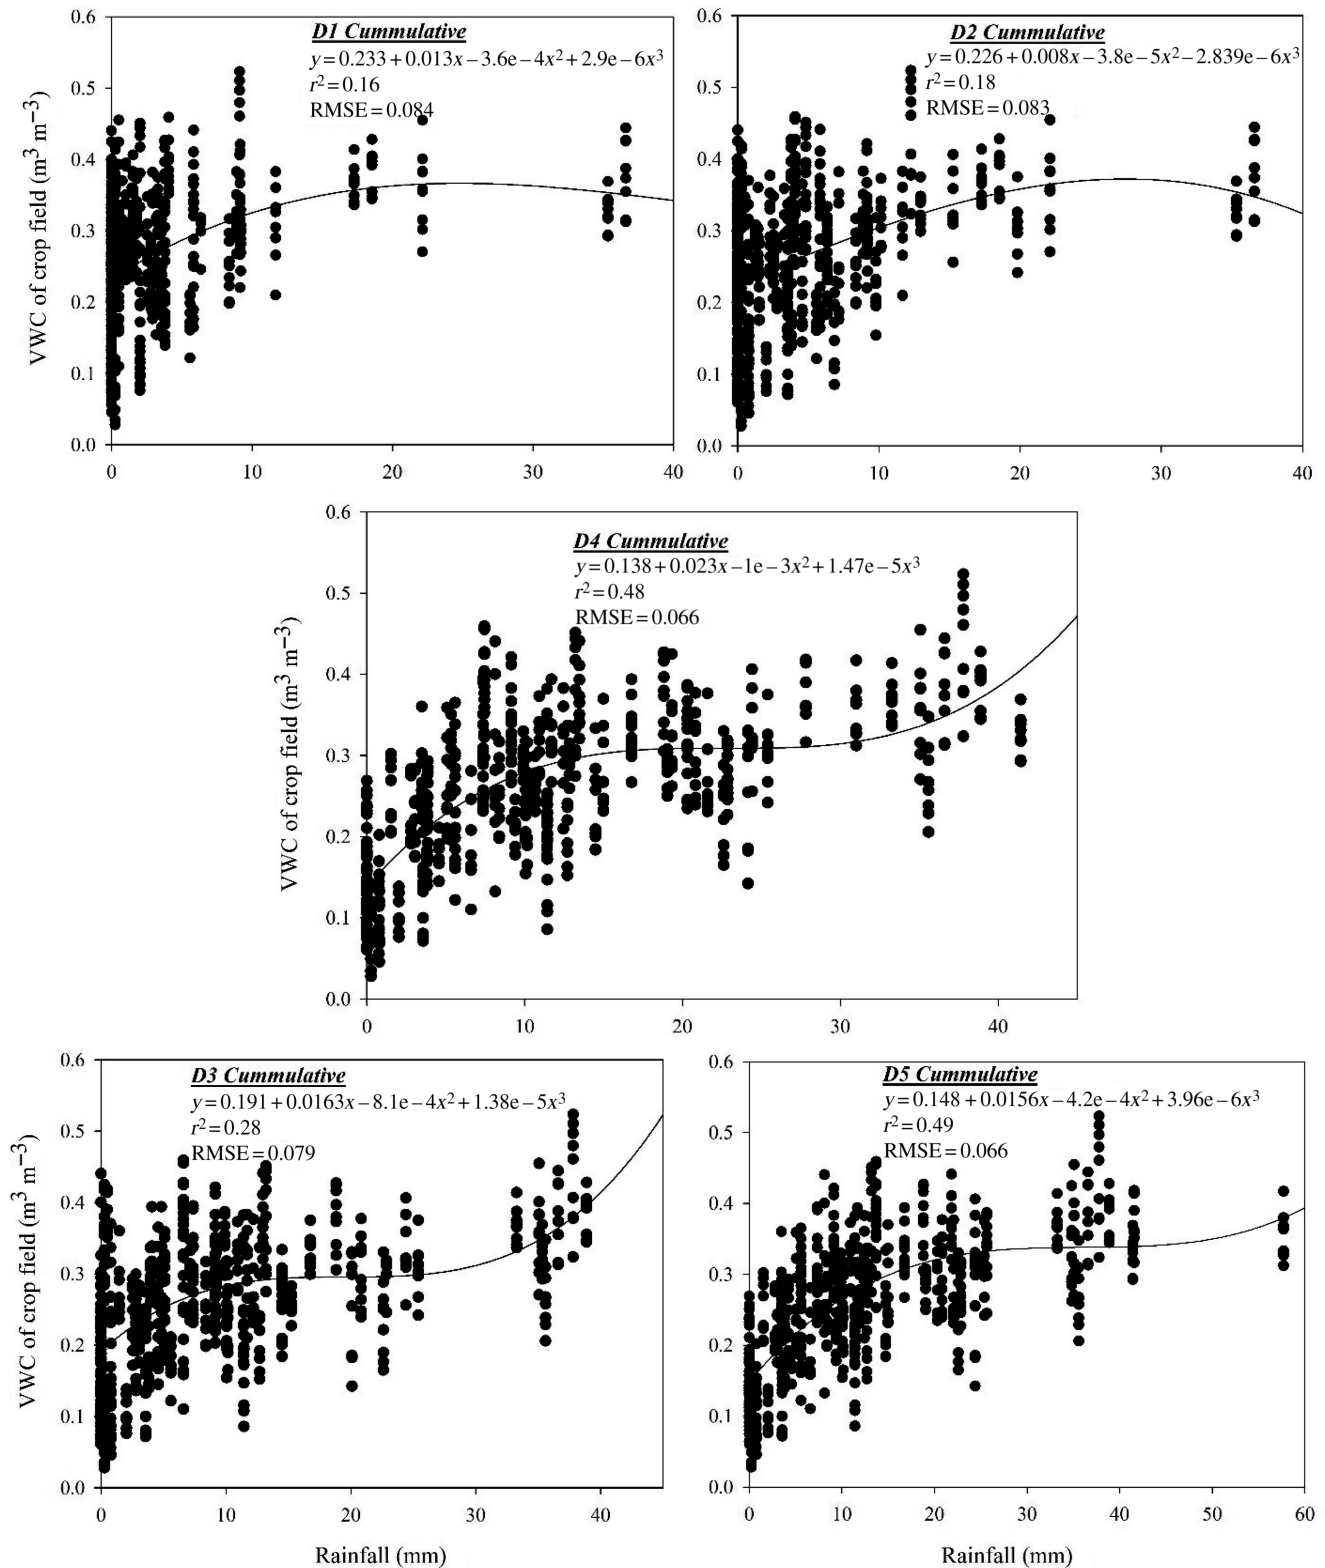 D1 Cummulative
y=0.233+0.013x−3.6e−4x²+2.9e−6x³
r²=0.16
RMSE=0.084
VWC of crop field (m³ m⁻³)
0.6
0.5
0.4
0.3
0.2
0.1
0.0
0 10 20 30 40
D2 Cummulative
y=0.226+0.008x−3.8e−5x²−2.839e−6x³
r²=0.18
RMSE=0.083
0.6
0.5
0.4
0.3
0.2
0.1
0.0
0 10 20 30 40
D4 Cummulative
y=0.138+0.023x−1e−3x²+1.47e−5x³
r²=0.48
RMSE=0.066
VWC of crop field (m³ m⁻³)
0.6
0.5
0.4
0.3
0.2
0.1
0.0
0 10 20 30 40
D3 Cummulative
y=0.191+0.0163x−8.1e−4x²+1.38e−5x³
r²=0.28
RMSE=0.079
VWC of crop field (m³ m⁻³)
0.6
0.5
0.4
0.3
0.2
0.1
0.0
0 10 20 30 40
Rainfall (mm)
D5 Cummulative
y=0.148+0.0156x−4.2e−4x²+3.96e−6x³
r²=0.49
RMSE=0.066
0.6
0.5
0.4
0.3
0.2
0.1
0.0
0 10 20 30 40 50 60
Rainfall (mm)